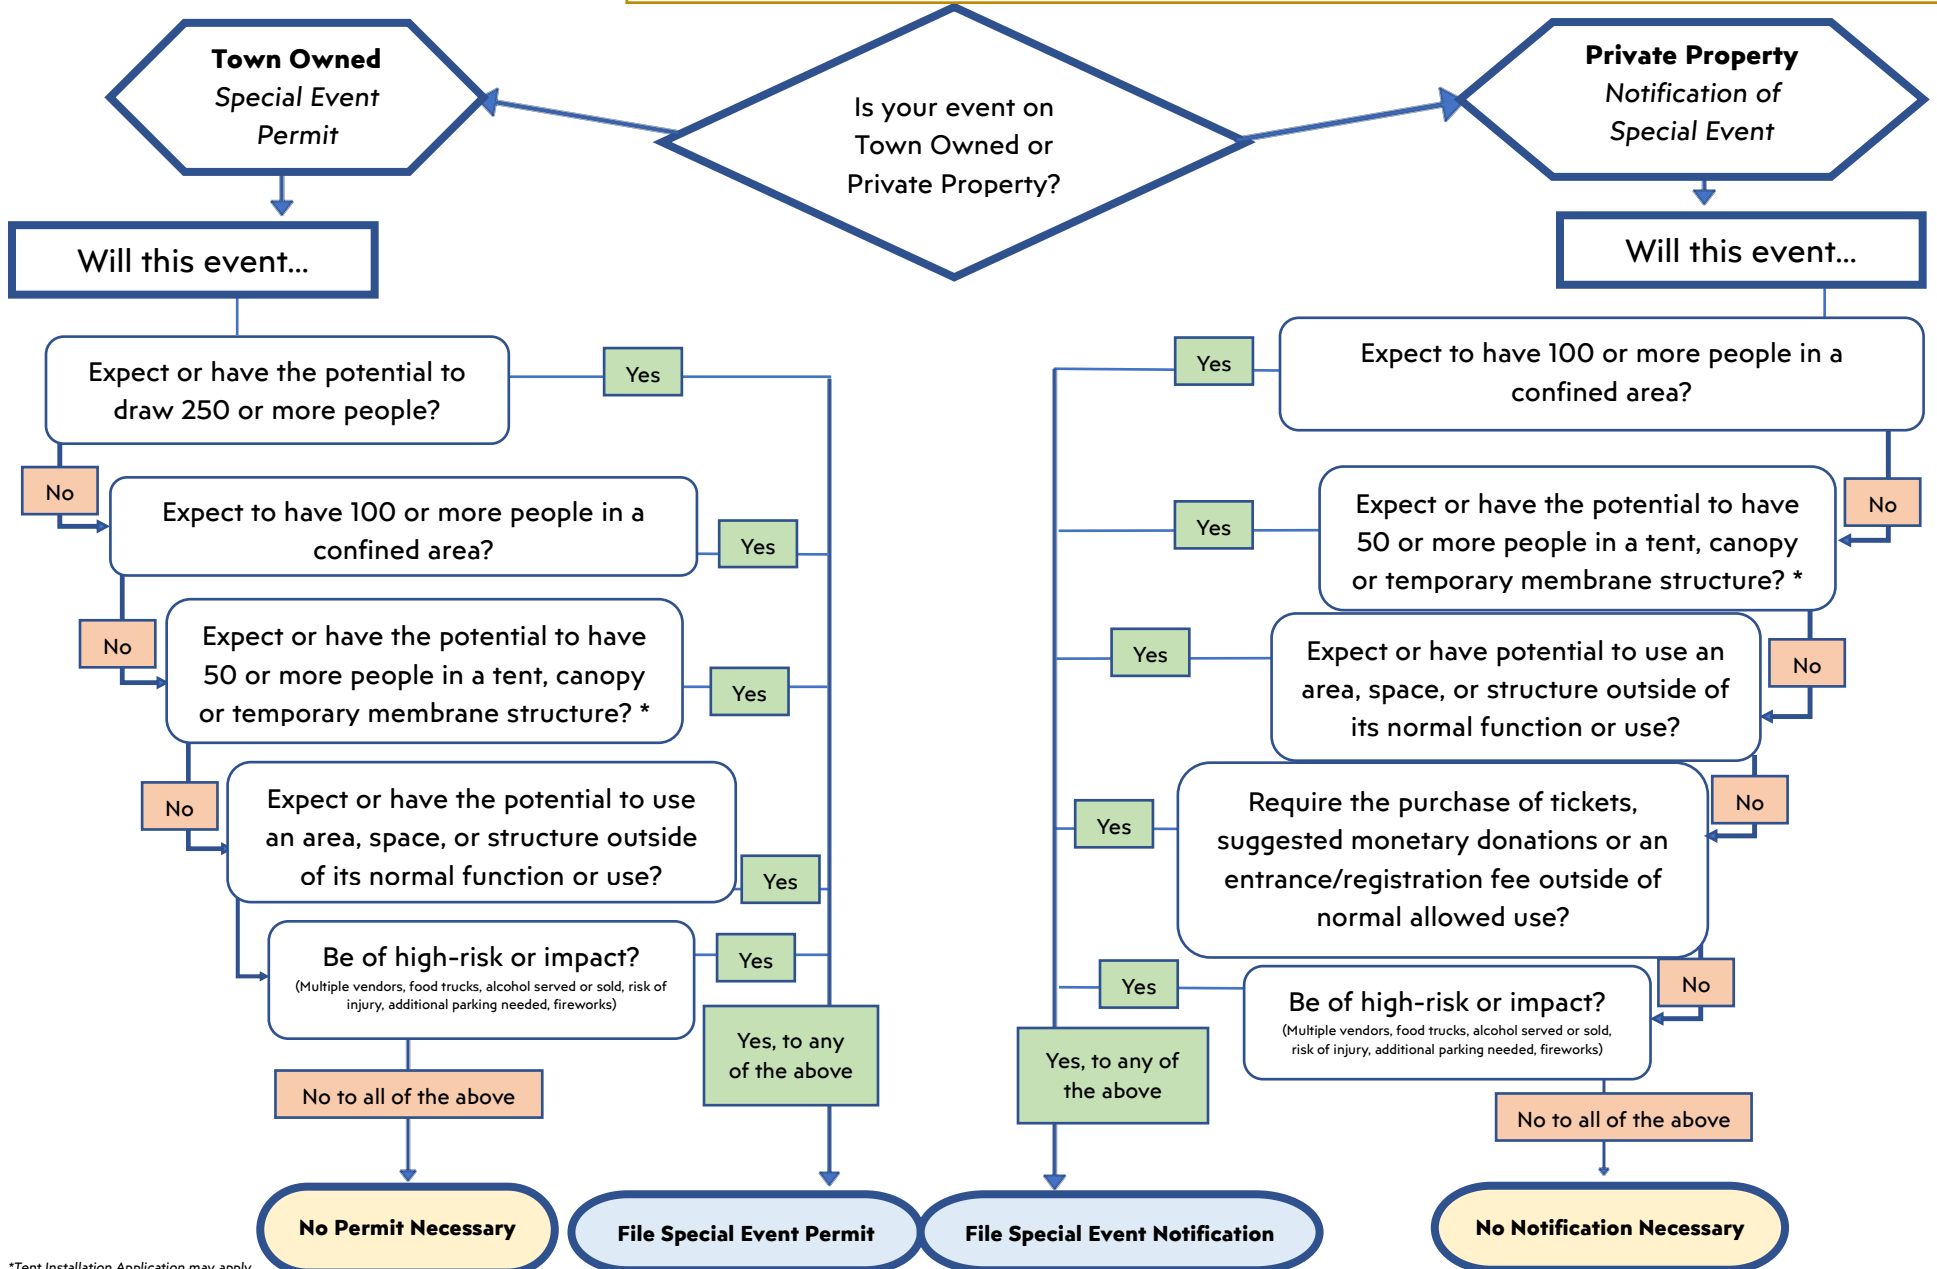 Town Owned
Special Event
Permit
Is your event on
Town Owned or
Private Property?
Private Property
Notification of
Special Event
Will this event...
Expect or have the potential to
draw 250 or more people?
Yes
No
Expect to have 100 or more people in a
confined area?
Yes
No
Expect or have the potential to have
50 or more people in a tent, canopy
or temporary membrane structure? *
Yes
No
Expect or have the potential to use
an area, space, or structure outside
of its normal function or use?
Yes
Be of high-risk or impact?
(Multiple vendors, food trucks, alcohol served or sold, risk of
injury, additional parking needed, fireworks)
Yes
No to all of the above
Yes, to any
of the above
No Permit Necessary
File Special Event Permit
Will this event...
Expect to have 100 or more people in a
confined area?
Yes
No
Expect or have the potential to have
50 or more people in a tent, canopy
or temporary membrane structure? *
Yes
No
Expect or have potential to use an
area, space, or structure outside of
its normal function or use?
Yes
No
Require the purchase of tickets,
suggested monetary donations or an
entrance/registration fee outside of
normal allowed use?
Yes
No
Be of high-risk or impact?
(Multiple vendors, food trucks, alcohol served or sold,
risk of injury, additional parking needed, fireworks)
Yes
Yes, to any of
the above
No to all of the above
File Special Event Notification
No Notification Necessary
*Tent Installation Application may apply